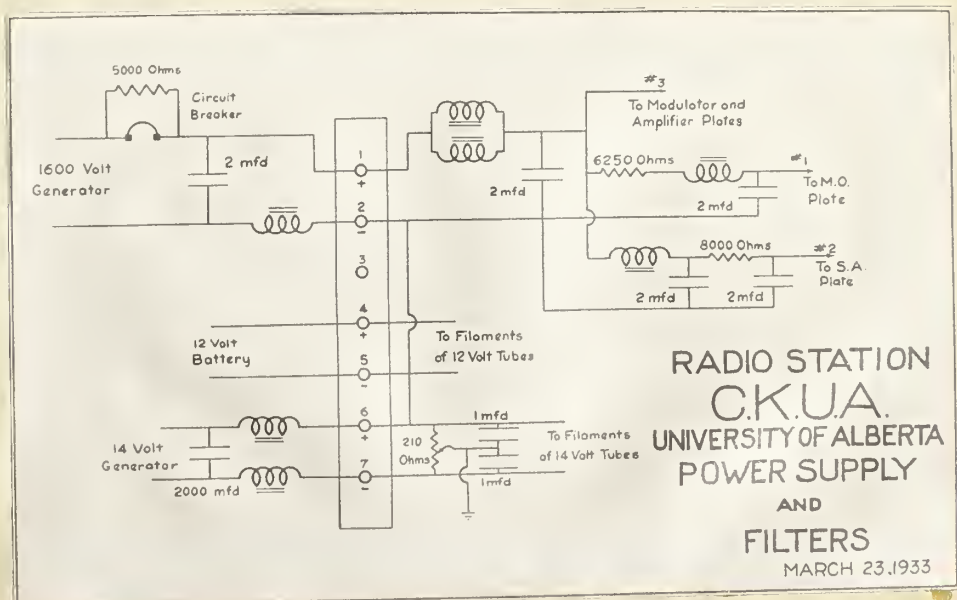 5000 Ohms
Circuit
Breaker
1600 Volt
Generator
2 mfd
1
+
2
-
3
4
+
5
-
6
+
7
-
12 Volt
Battery
14 Volt
Generator
2000 mfd
2 mfd
#3
To Modulator and
Amplifier Plates
6250 Ohms
#1
To M.O.
Plate
2 mfd
8000 Ohms
#2
To S.A.
Plate
2 mfd
2 mfd
To Filaments
of 12 Volt Tubes
210
Ohms
1 mfd
1 mfd
To Filaments
of 14 Volt Tubes
RADIO STATION
C.K.U.A.
UNIVERSITY OF ALBERTA
POWER SUPPLY
AND
FILTERS
MARCH 23, 1933